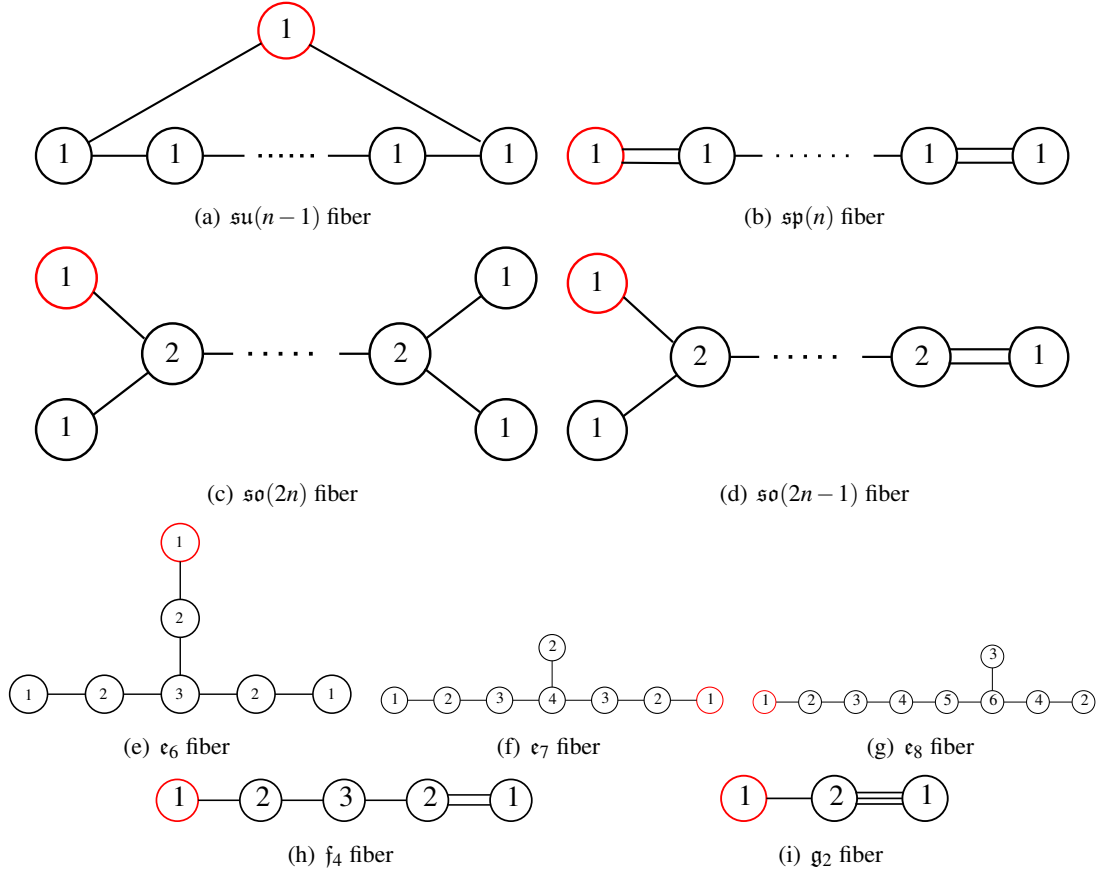 1
1 1 ...... 1 1
1 1 ...... 1 1
(a) 𝔰𝔲(n − 1) fiber
(b) 𝔰𝔭(n) fiber
1 1
2 ..... 2
1 1
1
2 ..... 2 1
1
(c) 𝔰𝔬(2n) fiber
(d) 𝔰𝔬(2n − 1) fiber
1
2
1 2 3 2 1
2
1 2 3 4 3 2 1
3
1 2 3 4 5 6 4 2
(e) 𝔢6 fiber
(f) 𝔢7 fiber
(g) 𝔢8 fiber
1 2 3 2 1
1 2 1
(h) 𝔣4 fiber
(i) 𝔤2 fiber